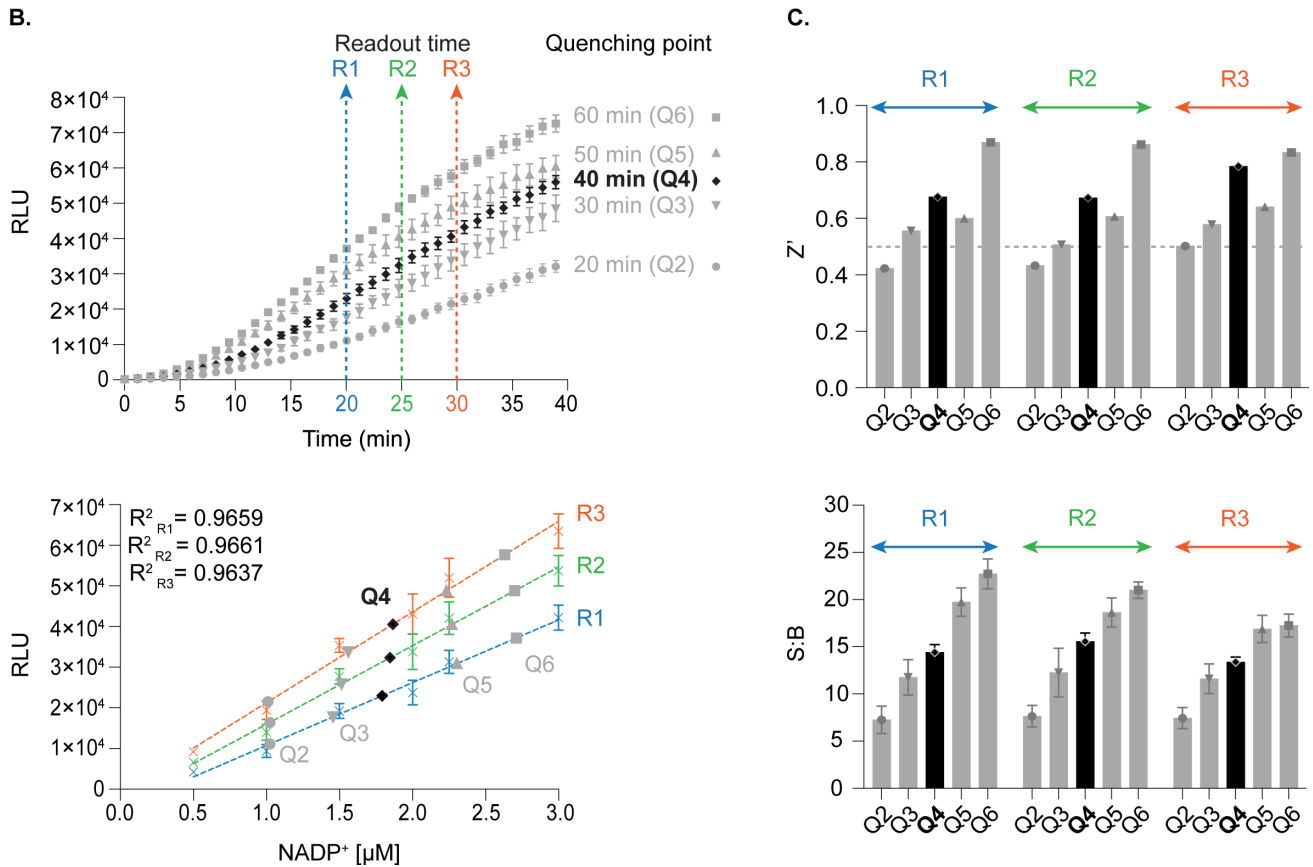 B.
Readout time
Quenching point
R1 R2 R3
8×10⁴
7×10⁴
6×10⁴
5×10⁴
4×10⁴
3×10⁴
2×10⁴
1×10⁴
0
RLU
60 min (Q6)
50 min (Q5)
40 min (Q4)
30 min (Q3)
20 min (Q2)
0 5 10 15 20 25 30 35 40
Time (min)
7×10⁴
6×10⁴
5×10⁴
4×10⁴
3×10⁴
2×10⁴
1×10⁴
0
RLU
R² R1 = 0.9659
R² R2 = 0.9661
R² R3 = 0.9637
R3
R2
R1
Q4
Q6
Q5
Q3
Q2
0.0 0.5 1.0 1.5 2.0 2.5 3.0
NADP⁺ [µM]
C.
R1 R2 R3
1.0
0.8
0.6
0.4
0.2
0.0
Z’
Q2 Q3 Q4 Q5 Q6 Q2 Q3 Q4 Q5 Q6 Q2 Q3 Q4 Q5 Q6
R1 R2 R3
30
25
20
15
10
5
0
S:B
Q2 Q3 Q4 Q5 Q6 Q2 Q3 Q4 Q5 Q6 Q2 Q3 Q4 Q5 Q6